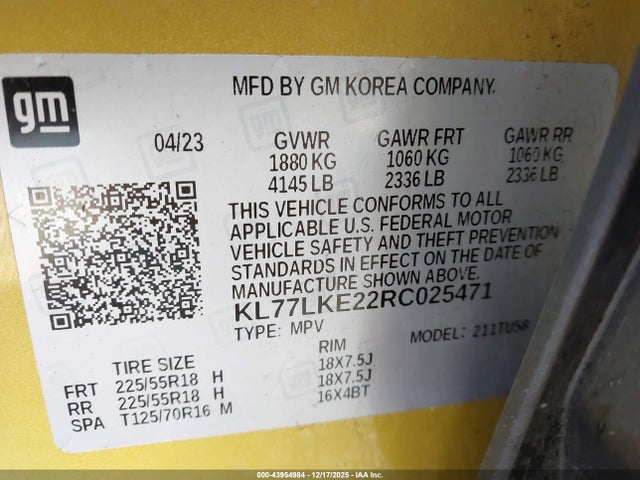 gm
MFD BY GM KOREA COMPANY.
04/23
GVWR
1880 KG
4145 LB
GAWR FRT
1060 KG
2336 LB
GAWR RR
1060 KG
2336 LB
THIS VEHICLE CONFORMS TO ALL
APPLICABLE U.S. FEDERAL MOTOR
VEHICLE SAFETY AND THEFT PREVENTION
STANDARDS IN EFFECT ON THE DATE OF
MANUFACTURE SHOWN ABOVE.
KL77LKE22RC025471
TYPE: MPV
MODEL: 211TU58
TIRE SIZE RIM
FRT 225/55R18 H 18X7.5J
RR 225/55R18 H 18X7.5J
SPA T125/70R16 M 16X4BT
000-43954984 | 12/17/2025 | IAA Inc.